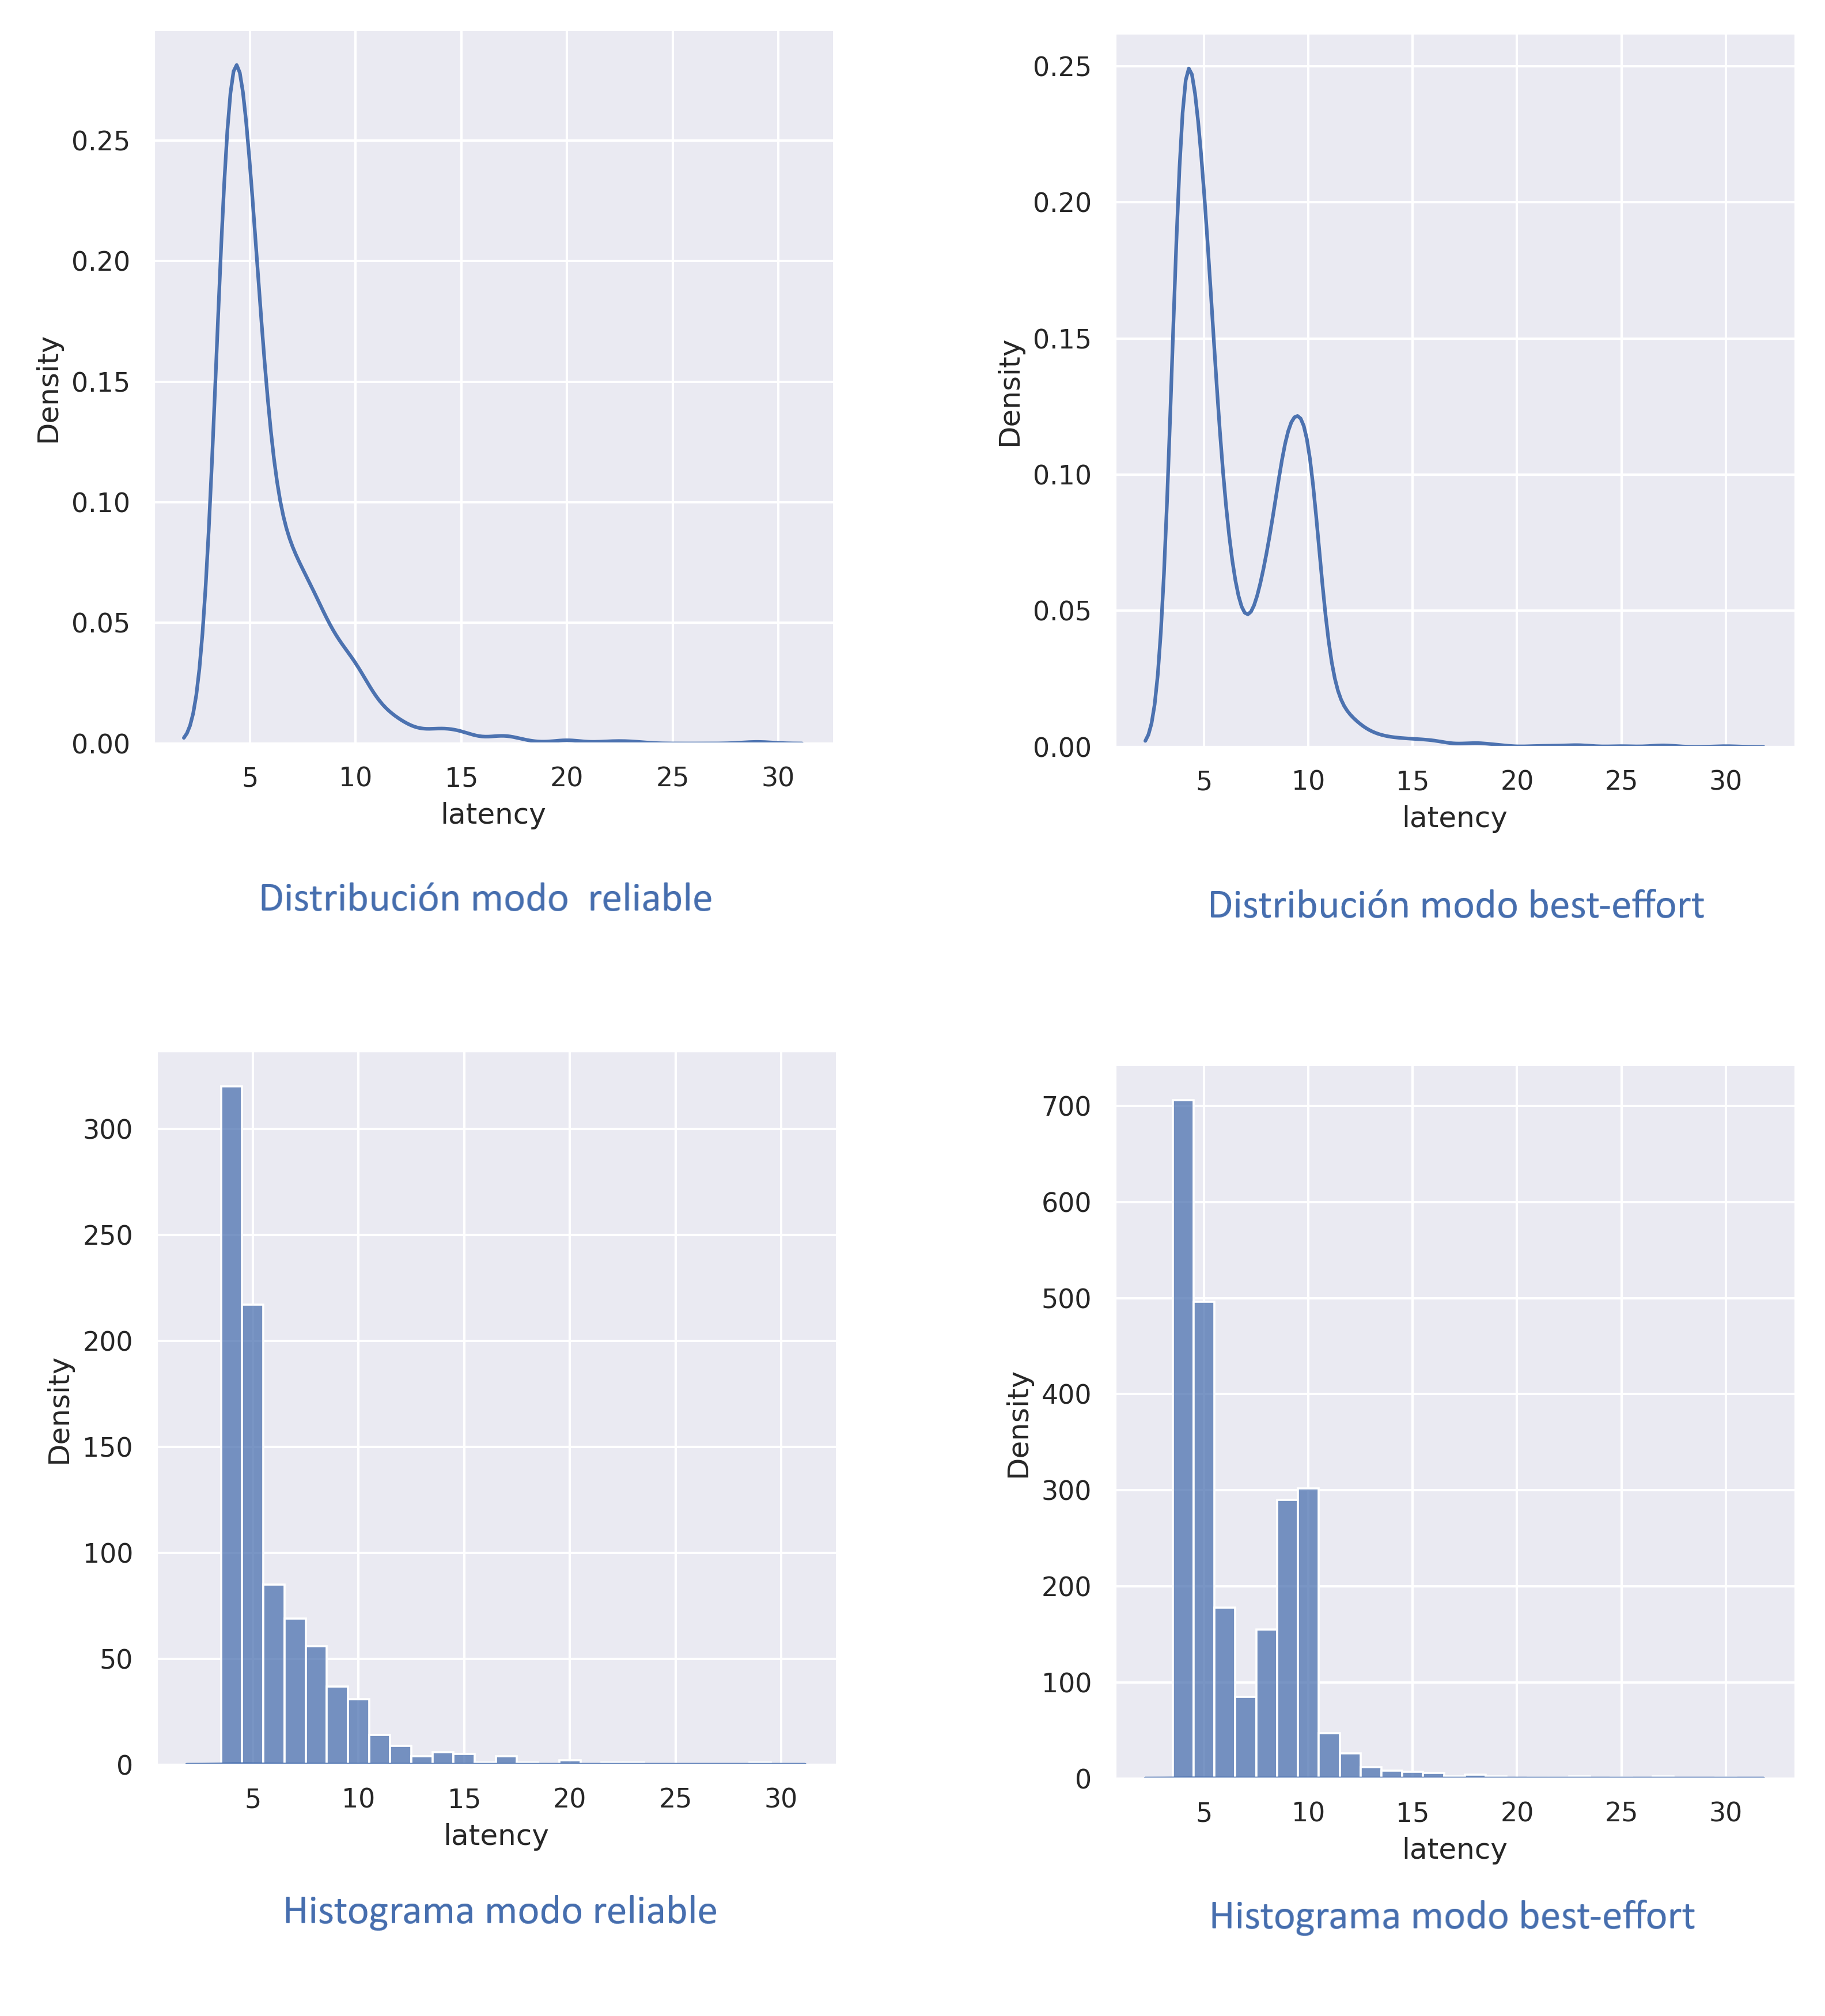 0.25
0.20
0.15
0.10
0.05
0.00
Density
5 10 15 20 25 30
latency
Distribución modo  reliable
0.25
0.20
0.15
0.10
0.05
0.00
Density
5 10 15 20 25 30
latency
Distribución modo best-effort
300
250
200
150
100
50
0
Density
5 10 15 20 25 30
latency
Histograma modo reliable
700
600
500
400
300
200
100
0
Density
5 10 15 20 25 30
latency
Histograma modo best-effort